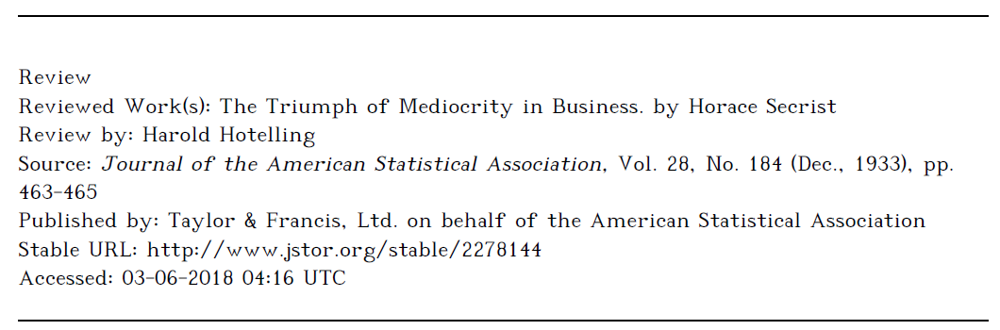 Review
Reviewed Work(s): The Triumph of Mediocrity in Business. by Horace Secrist
Review by: Harold Hotelling
Source: Journal of the American Statistical Association, Vol. 28, No. 184 (Dec., 1933), pp.
463-465
Published by: Taylor & Francis, Ltd. on behalf of the American Statistical Association
Stable URL: http://www.jstor.org/stable/2278144
Accessed: 03-06-2018 04:16 UTC